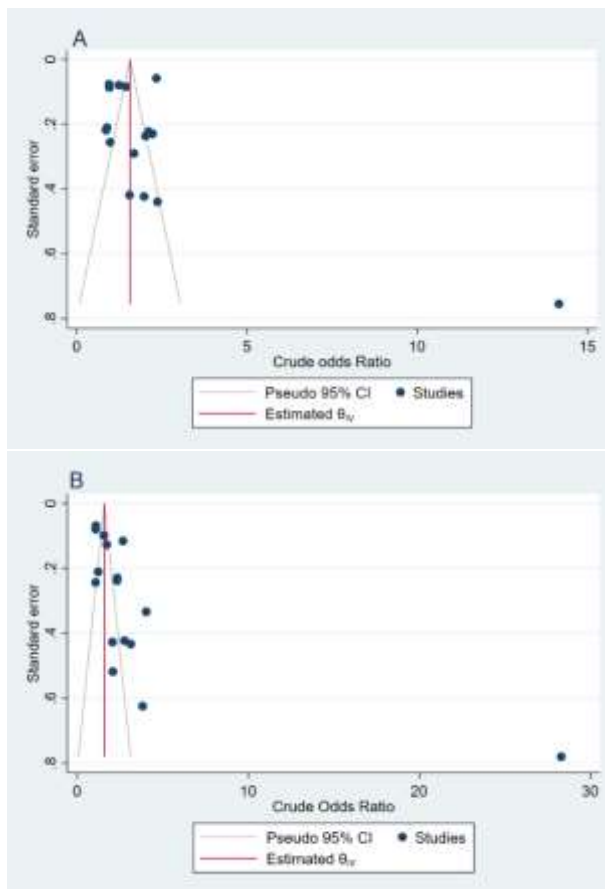 A
0
.2
.4
.6
.8
Standard error
0
5
10
15
Crude odds Ratio
Pseudo 95% CI
Studies
Estimated θIV
B
0
.2
.4
.6
.8
Standard error
0
10
20
30
Crude Odds Ratio
Pseudo 95% CI
Studies
Estimated θIV